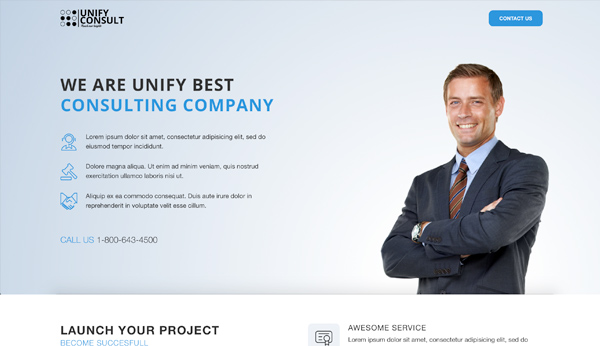 UNIFY
CONSULT
CONTACT US
WE ARE UNIFY BEST
CONSULTING COMPANY
Lorem ipsum dolor sit amet, consectetur adipisicing elit, sed do
eiusmod tempor incididunt.
Dolore magna aliqua. Ut enim ad minim veniam, quis nostrud
exercitation ullamco laboris nisi ut.
Aliquip ex ea commodo consequat. Duis aute irure dolor in
reprehenderit in voluptate velit esse cillum.
CALL US 1-800-643-4500
LAUNCH YOUR PROJECT
BECOME SUCCESFULL
AWESOME SERVICE
Lorem ipsum dolor sit amet, consectetur adipisicing elit, sed do